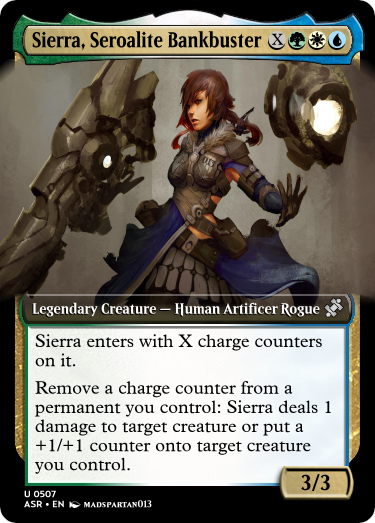 Sierra, Seroalite Bankbuster X
Legendary Creature — Human Artificer Rogue
Sierra enters with X charge counters
on it.
Remove a charge counter from a
permanent you control: Sierra deals 1
damage to target creature or put a
+1/+1 counter onto target creature
you control.
3/3
U 0507
ASR • EN MADSPARTAN013